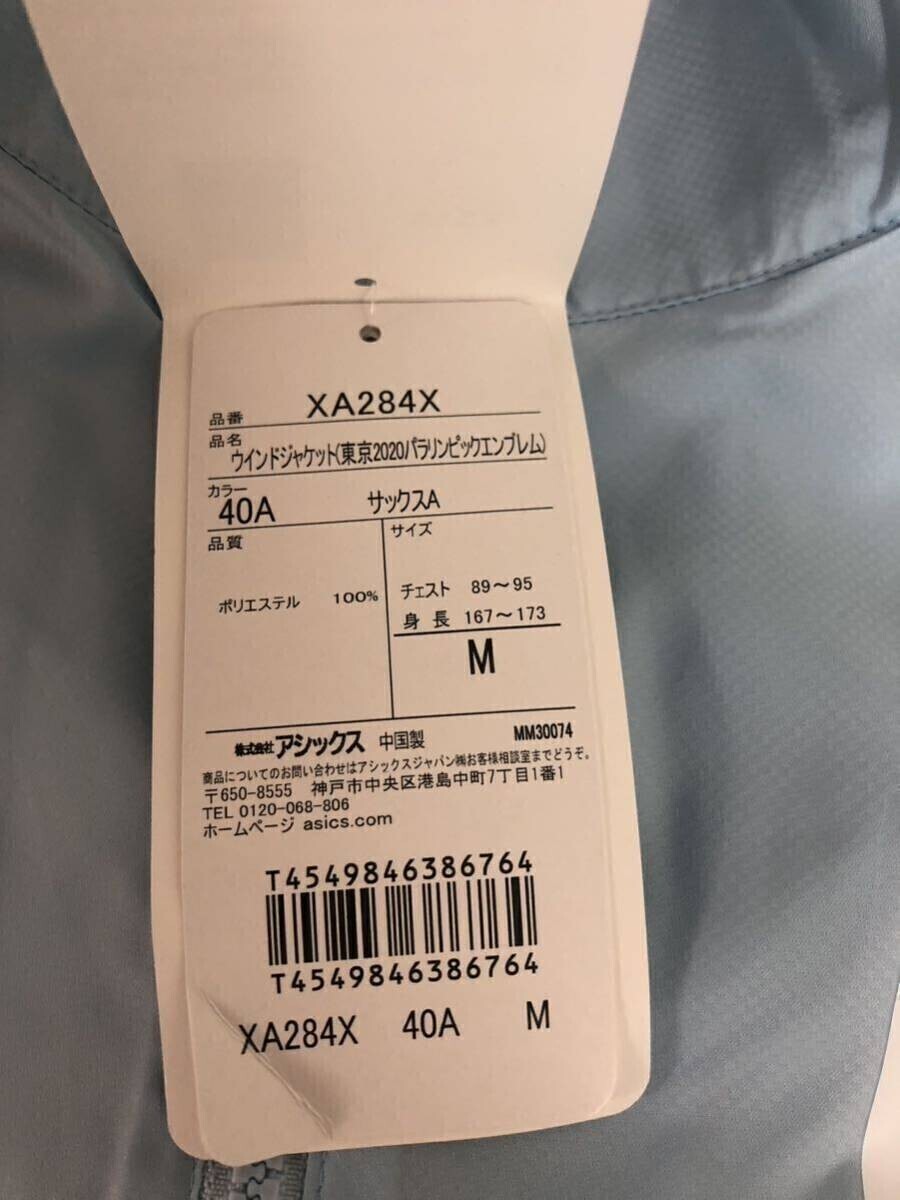 品番 XA284X
品名
ウインドジャケット(東京2020パラリンピックエンブレム)
カラー
40A サックスA
品質 サイズ
ポリエステル 100%
チェスト 89～95
身長 167～173
M
株式会社アシックス 中国製 MM30074
商品についてのお問い合わせはアシックスジャパン㈱お客様相談室までどうぞ。
〒650-8555 神戸市中央区港島中町7丁目1番1
TEL 0120-068-806
ホームページ asics.com
T4549846386764
T4549846386764
XA284X 40A M